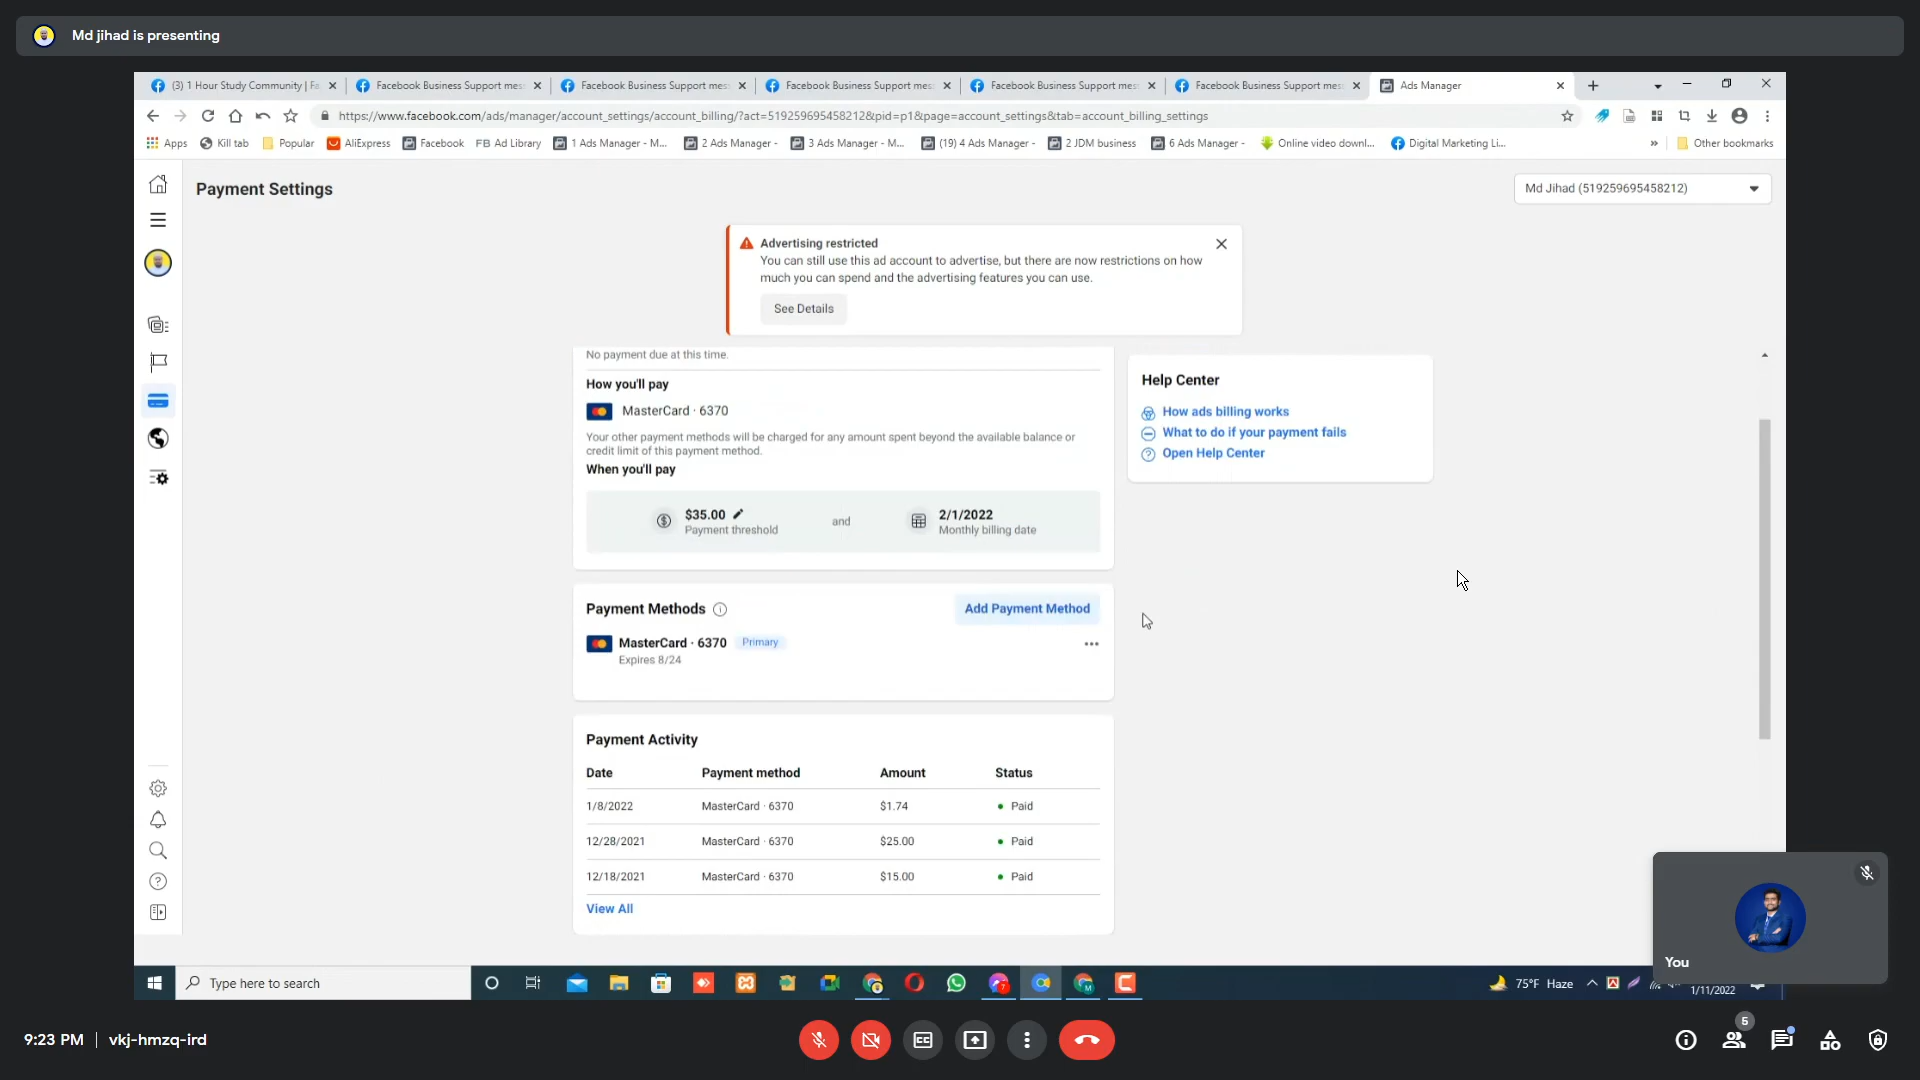 Md jihad is presenting
(3) 1 Hour Study Community | Fa
Facebook Business Support mes
Facebook Business Support mes
Facebook Business Support mes
Facebook Business Support mes
Facebook Business Support mes
Ads Manager
https://www.facebook.com/ads/manager/account_settings/account_billing/?act=519259695458212&pid=p1&page=account_settings&tab=account_billing_settings
Apps
Kill tab
Popular
AliExpress
Facebook
FB Ad Library
1 Ads Manager - M...
2 Ads Manager -
3 Ads Manager - M...
(19) 4 Ads Manager -
2 JDM business
6 Ads Manager -
Online video downl...
Digital Marketing Li...
»
Other bookmarks
Payment Settings
Md Jihad (519259695458212)
Advertising restricted
You can still use this ad account to advertise, but there are now restrictions on how
much you can spend and the advertising features you can use.
See Details
No payment due at this time.
How you'll pay
MasterCard · 6370
Your other payment methods will be charged for any amount spent beyond the available balance or
credit limit of this payment method.
When you'll pay
$35.00
Payment threshold
and
2/1/2022
Monthly billing date
Help Center
How ads billing works
What to do if your payment fails
Open Help Center
Payment Methods
Add Payment Method
MasterCard · 6370 Primary
Expires 8/24
Payment Activity
Date Payment method Amount Status
1/8/2022 MasterCard · 6370 $1.74 Paid
12/28/2021 MasterCard · 6370 $25.00 Paid
12/18/2021 MasterCard · 6370 $15.00 Paid
View All
You
Type here to search
75°F Haze
1/11/2022
9:23 PM | vkj-hmzq-ird
5